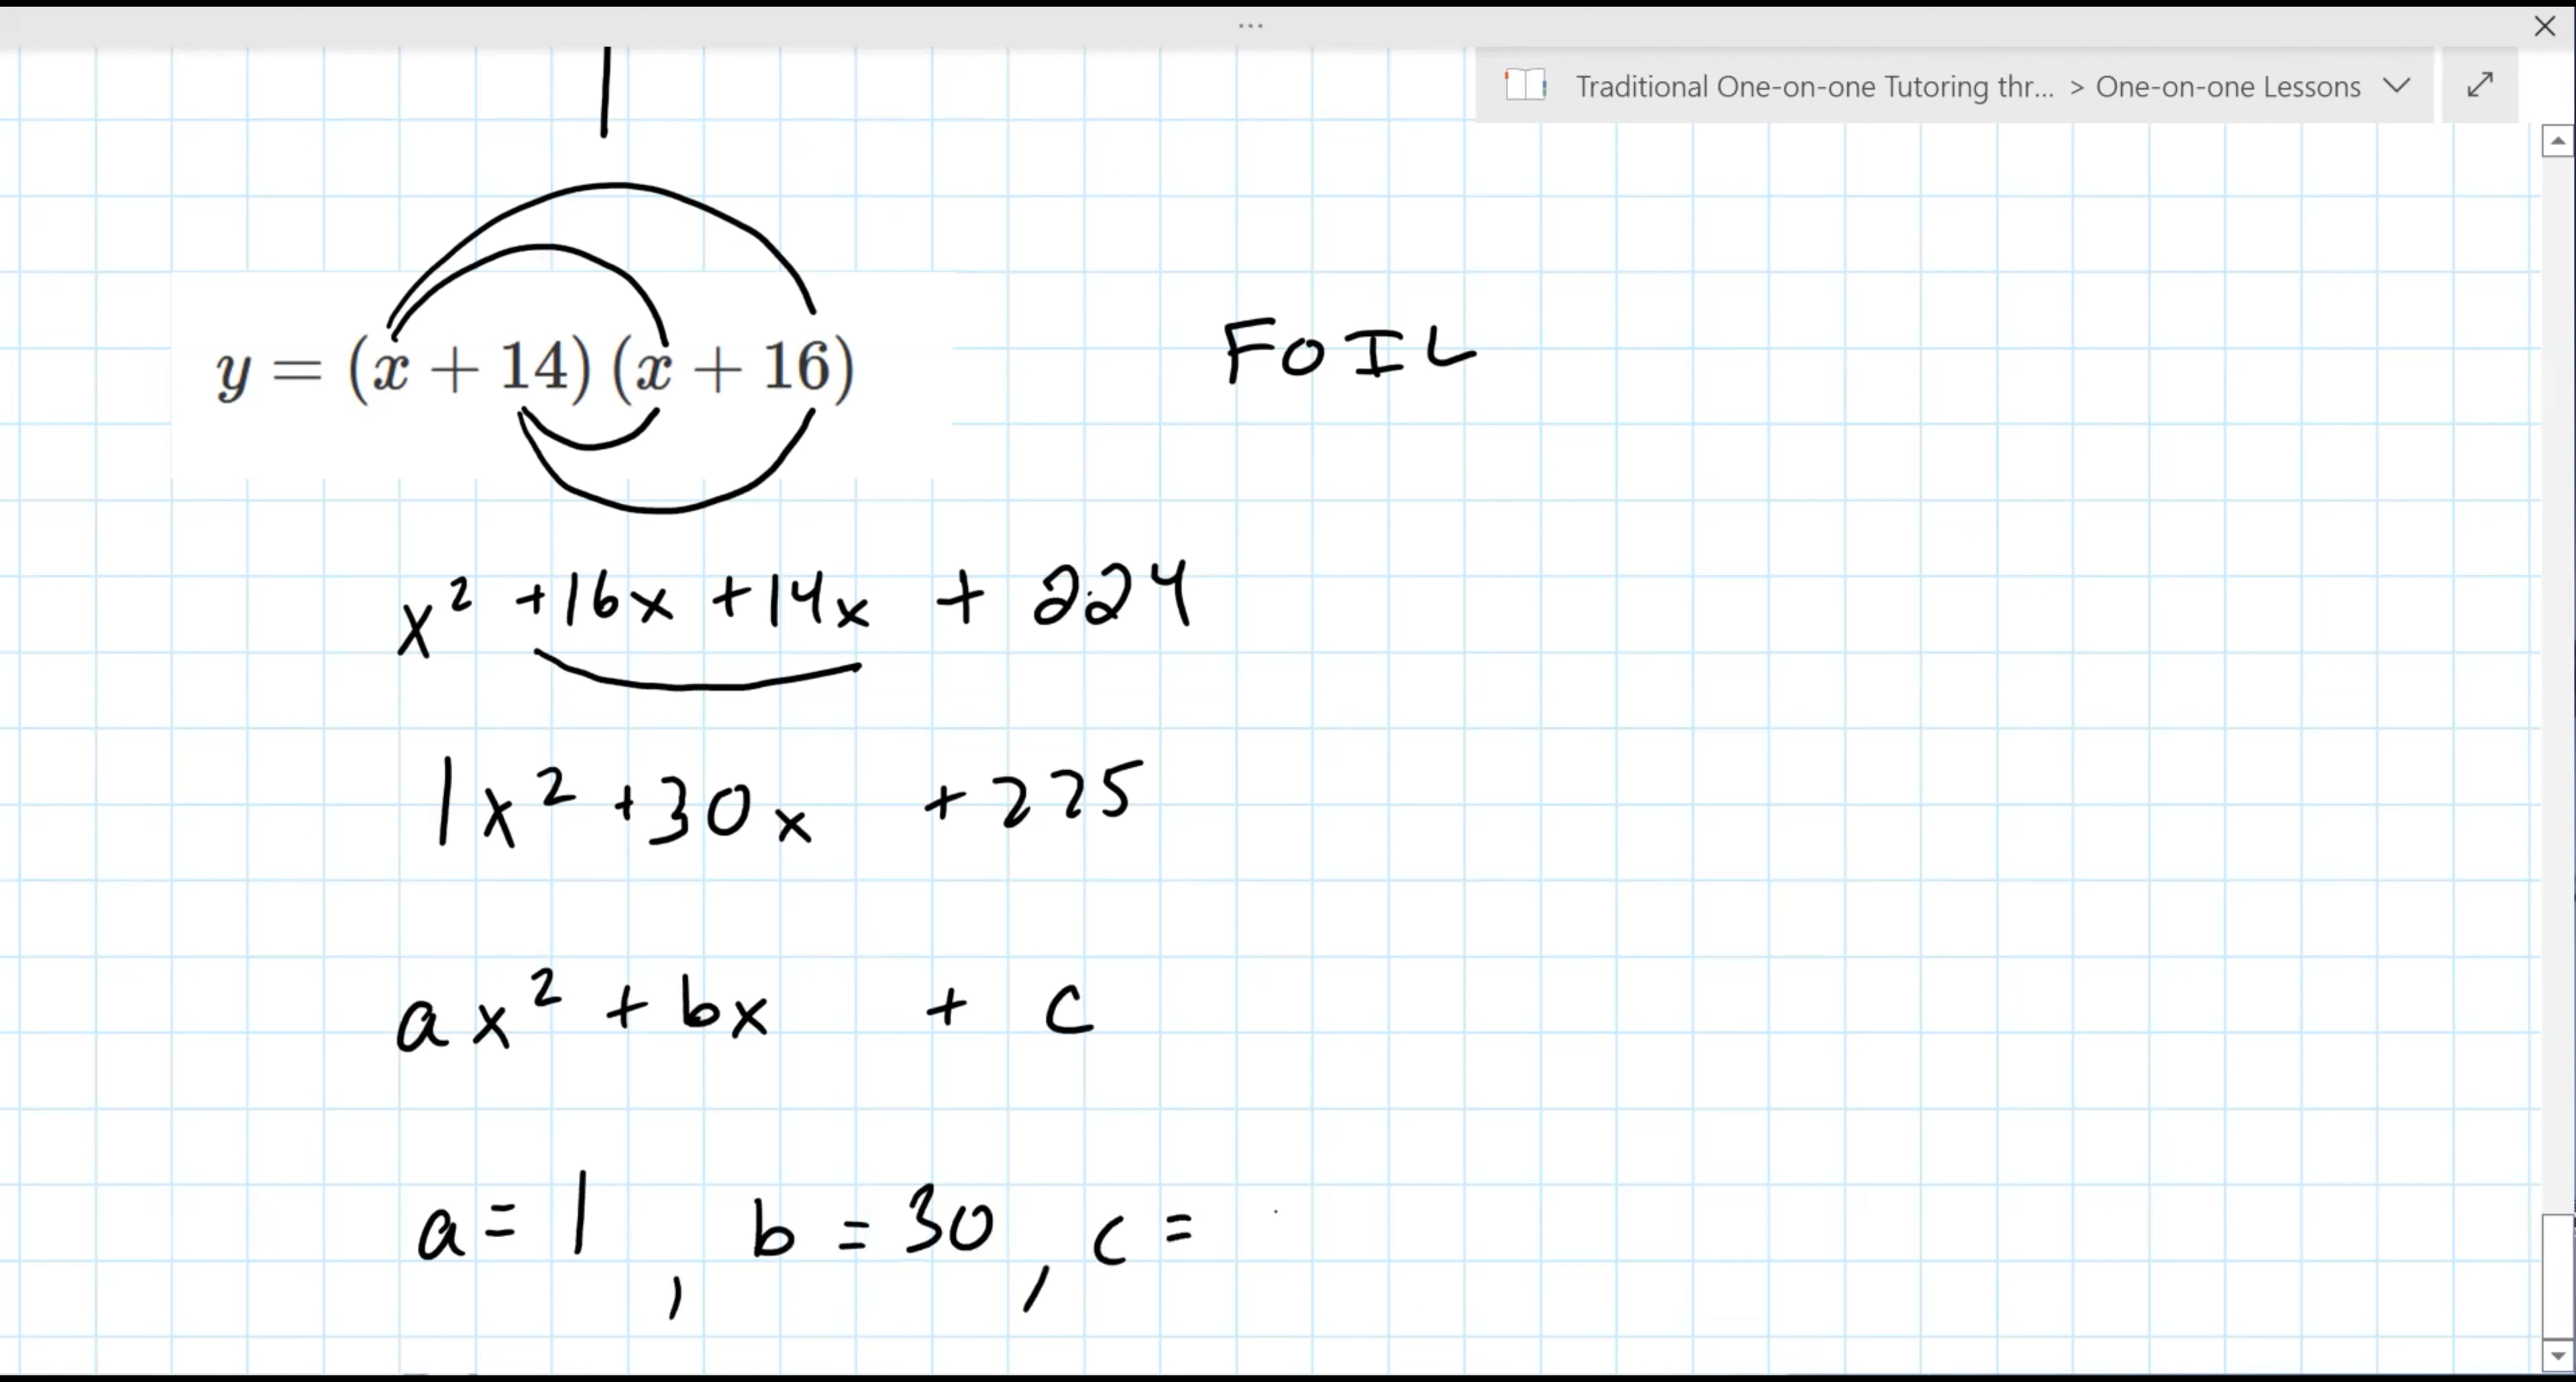 Traditional One-on-one Tutoring thr... > One-on-one Lessons
y = (x + 14) (x + 16)
FOIL
x² +16x +14x + 224
1x² +30x +225
ax² + bx + c
a = 1, b = 30, c =